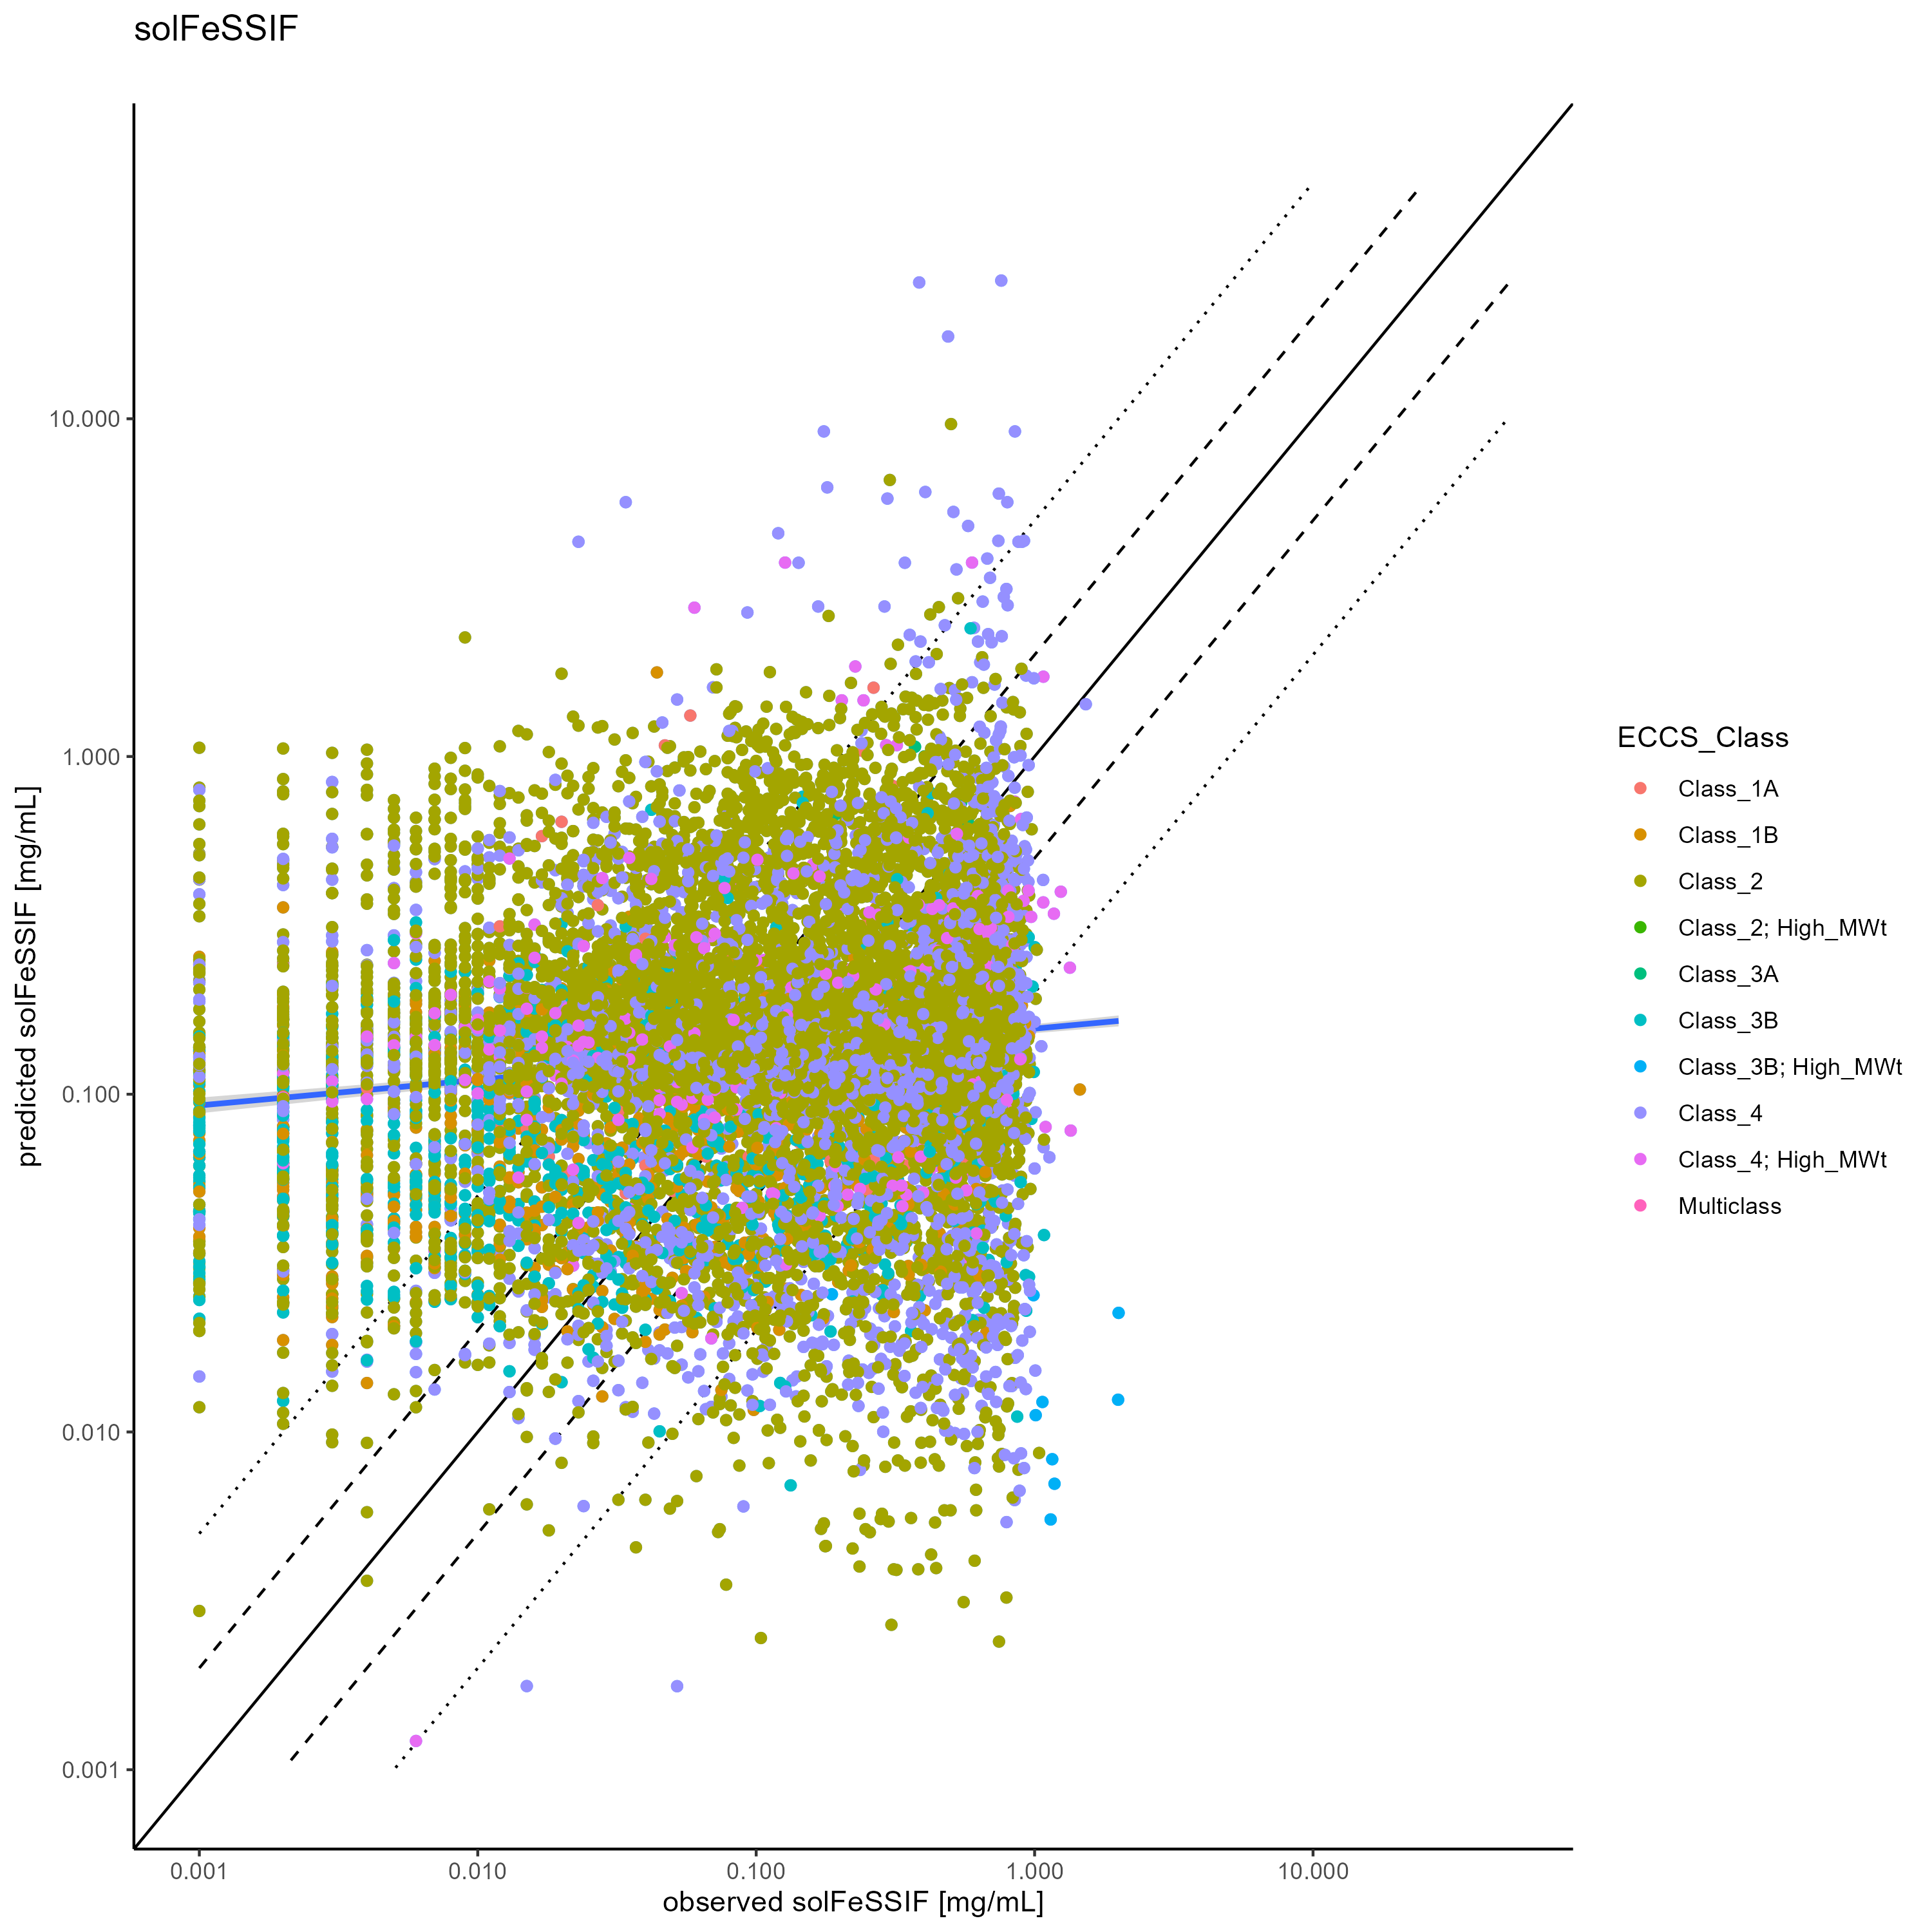 solFeSSIF
predicted solFeSSIF [mg/mL]
10.000
1.000
0.100
0.010
0.001
0.001
0.010
0.100
1.000
10.000
observed solFeSSIF [mg/mL]
ECCS_Class
Class_1A
Class_1B
Class_2
Class_2; High_MWt
Class_3A
Class_3B
Class_3B; High_MWt
Class_4
Class_4; High_MWt
Multiclass